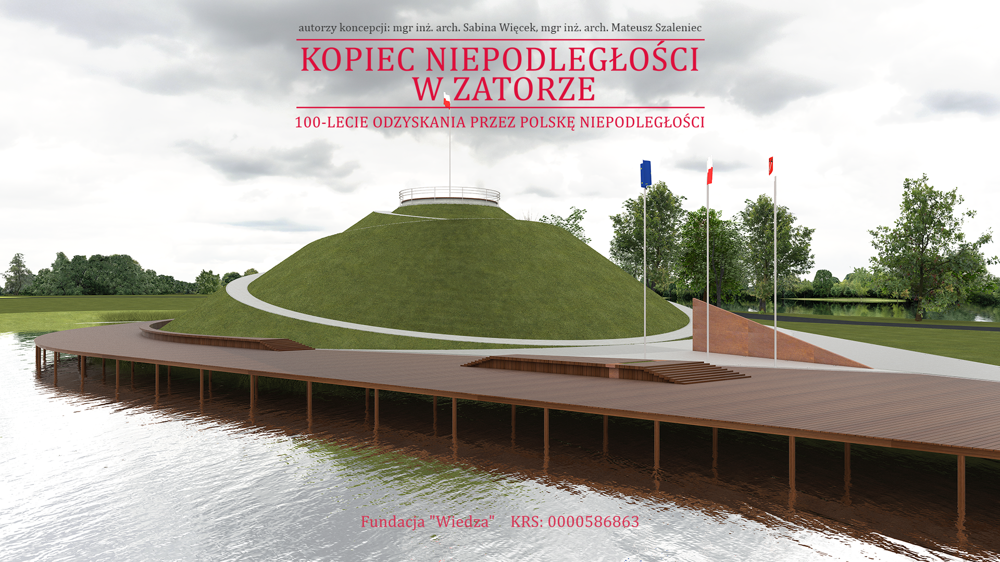 autorzy koncepcji: mgr inż. arch. Sabina Więcek, mgr inż. arch. Mateusz Szaleniec
KOPIEC NIEPODLEGŁOŚCI
W ZATORZE
100-LECIE ODZYSKANIA PRZEZ POLSKĘ NIEPODLEGŁOŚCI
Fundacja "Wiedza" KRS: 0000586863